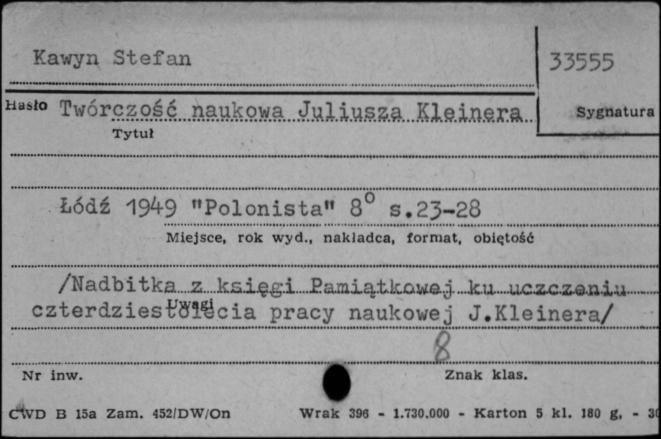 Kawyn Stefan
33555
Hasło Twórczość naukowa Juliusza Kleinera
Sygnatura
Tytuł
Łódź 1949 "Polonista" 8° s.23-28
Miejsce, rok wyd., nakładca, format, objętość
/Nadbitka z księgi Pamiątkowej ku uczczeniu
Uwagi
czterdziestolecia pracy naukowej J.Kleinera/
8
Nr inw.
Znak klas.
CWD B 15a Zam. 452/DW/On
Wrak 396 - 1.730.000 - Karton 5 kl. 180 g, - 30